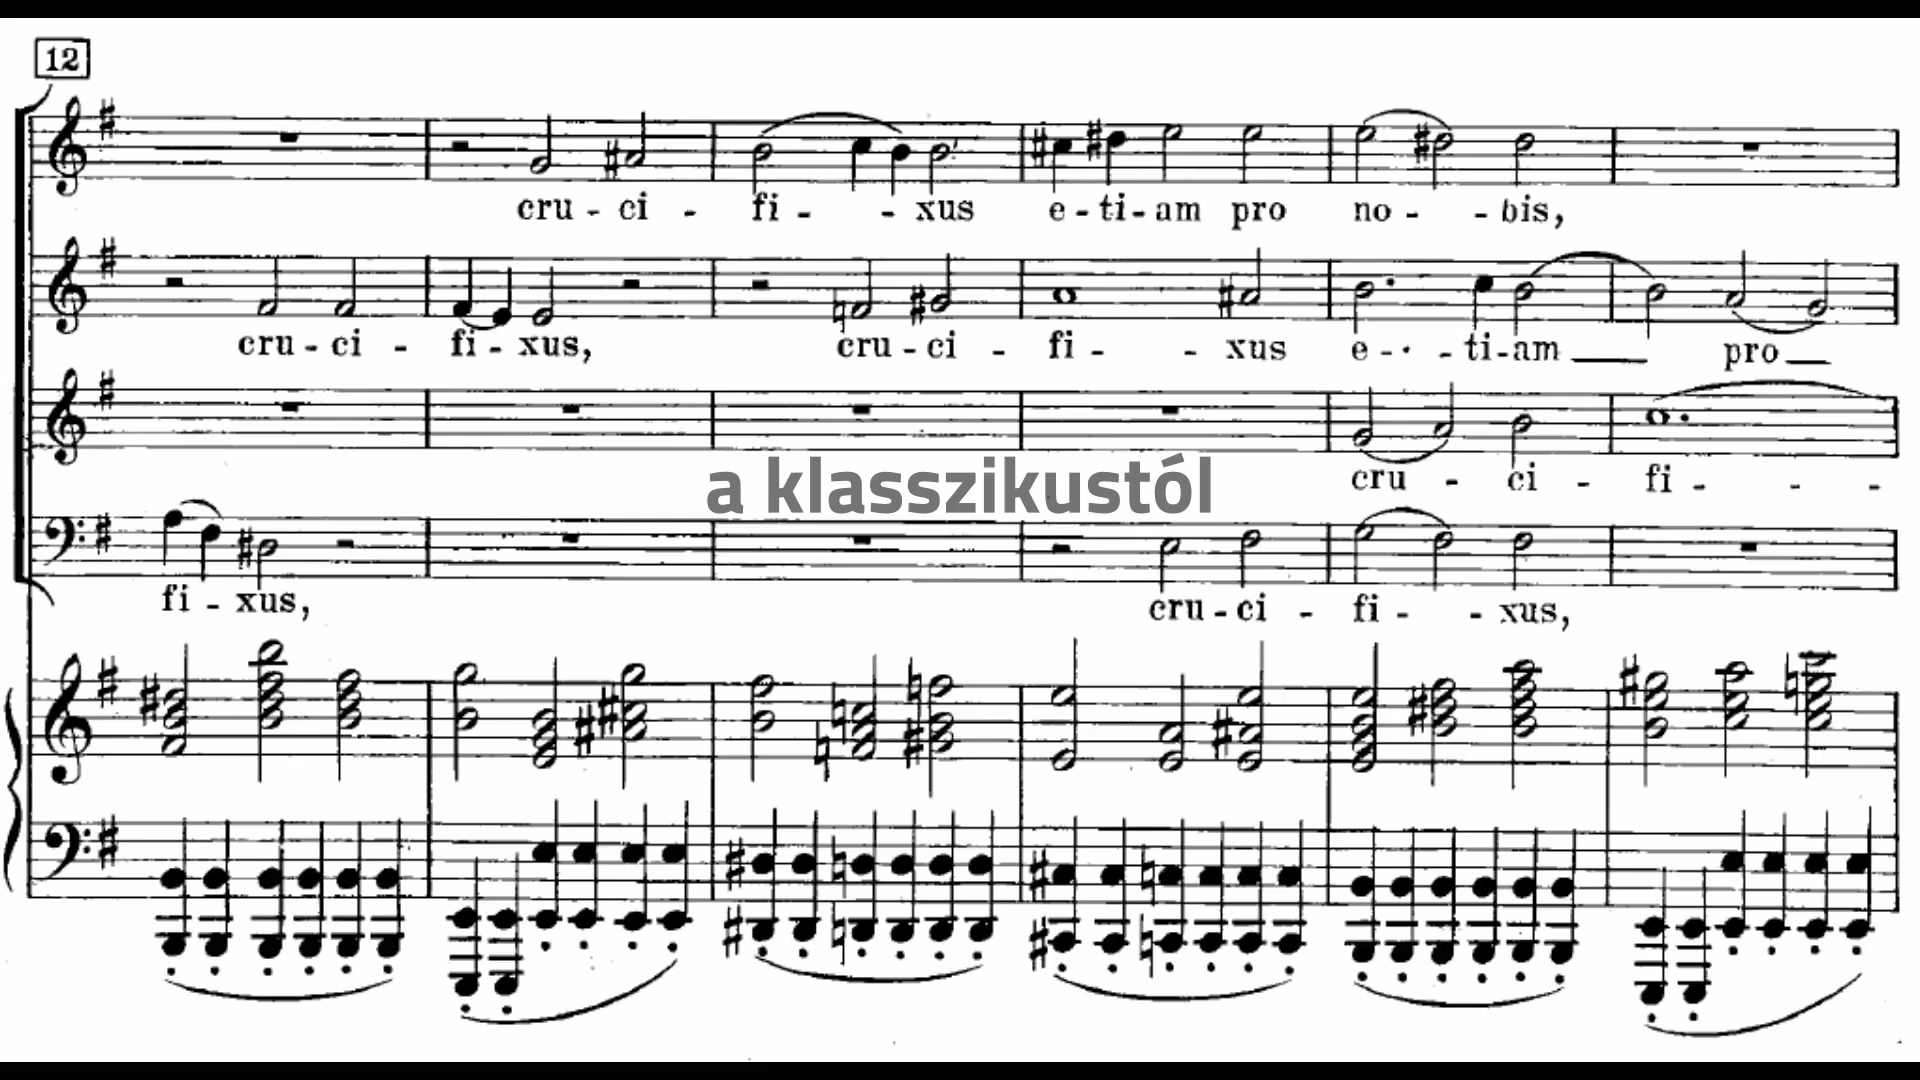 12
cru - ci - fi - - xus e - ti - am pro no - - bis,
cru - ci - fi - xus, cru - ci - fi - - xus e - - ti - am pro
a klasszikustól
cru - ci - fi - - -
fi - xus, cru - ci - fi - - xus,